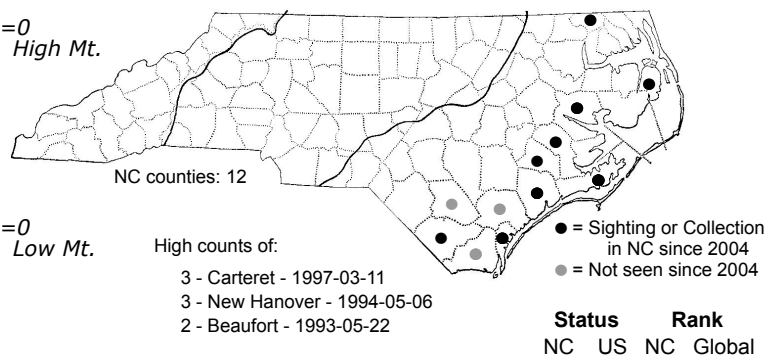 =0
High Mt.
NC counties: 12
=0
Low Mt.
High counts of:
3 - Carteret - 1997-03-11
3 - New Hanover - 1994-05-06
2 - Beaufort - 1993-05-22
● = Sighting or Collection
in NC since 2004
● = Not seen since 2004
Status Rank
NC US NC Global